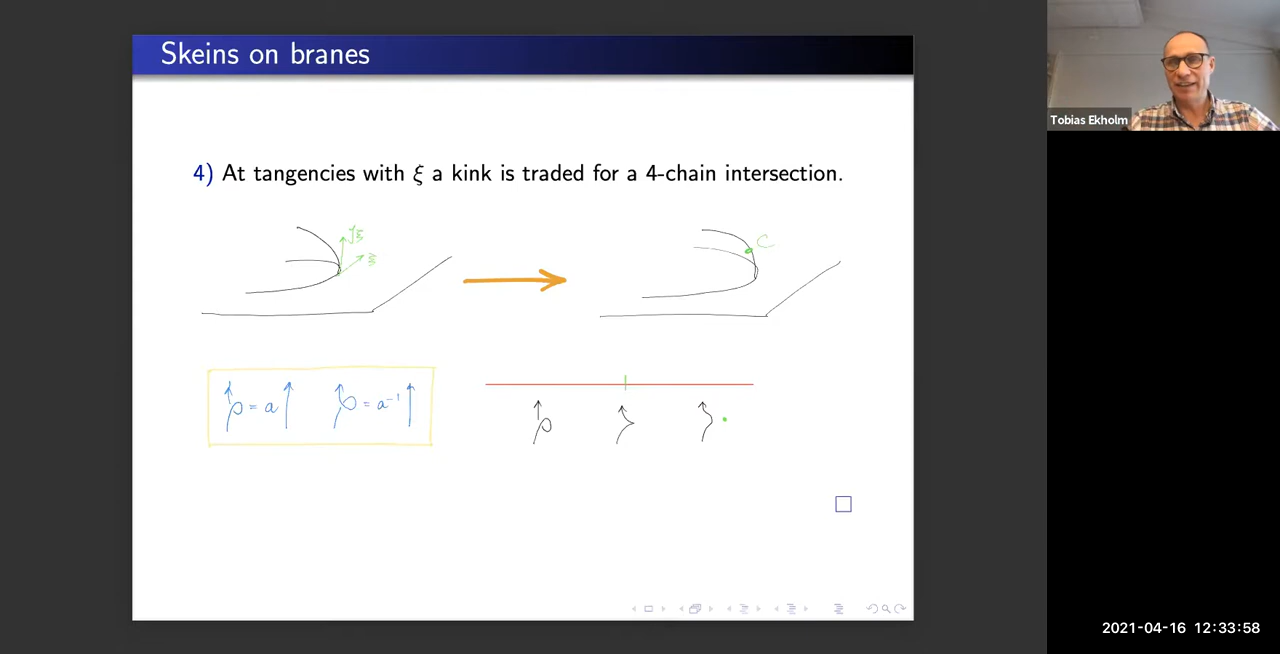 Skeins on branes
Tobias Ekholm
4) At tangencies with ξ a kink is traded for a 4-chain intersection.
Jξ
ξ
C
= a
= a⁻¹
2021-04-16 12:33:58